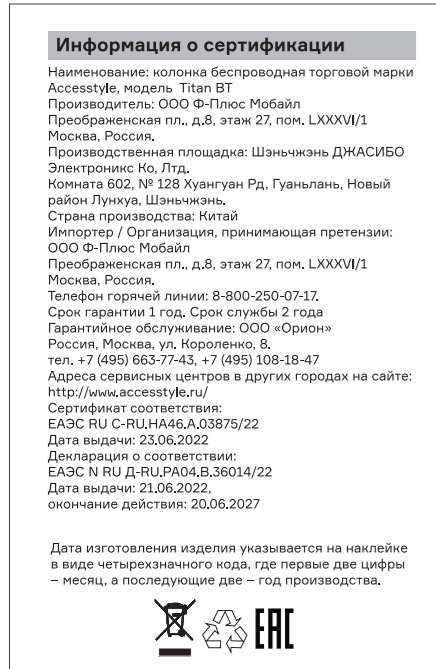 Информация о сертификации
Наименование: колонка беспроводная торговой марки
Accesstyle, модель Titan BT
Производитель: ООО Ф-Плюс Мобайл
Преображенская пл., д.8, этаж 27, пом. LXXXVI/1
Москва, Россия.
Производственная площадка: Шэньчжэнь ДЖАСИБО
Электроникс Ко, Лтд.
Комната 602, № 128 Хуангуан Рд, Гуаньлань, Новый
район Лунхуа, Шэньчжэнь.
Страна производства: Китай
Импортер / Организация, принимающая претензии:
ООО Ф-Плюс Мобайл
Преображенская пл., д.8, этаж 27, пом. LXXXVI/1
Москва, Россия.
Телефон горячей линии: 8-800-250-07-17.
Срок гарантии 1 год. Срок службы 2 года
Гарантийное обслуживание: ООО «Орион»
Россия, Москва, ул. Короленко, 8.
тел. +7 (495) 663-77-43, +7 (495) 108-18-47
Адреса сервисных центров в других городах на сайте:
http://www.accesstyle.ru/
Сертификат соответствия:
ЕАЭС RU С-RU.НА46.А.03875/22
Дата выдачи: 23.06.2022
Декларация о соответствии:
ЕАЭС N RU Д-RU.РА04.В.36014/22
Дата выдачи: 21.06.2022,
окончание действия: 20.06.2027
Дата изготовления изделия указывается на наклейке
в виде четырехзначного кода, где первые две цифры
– месяц, а последующие две – год производства.
EAC